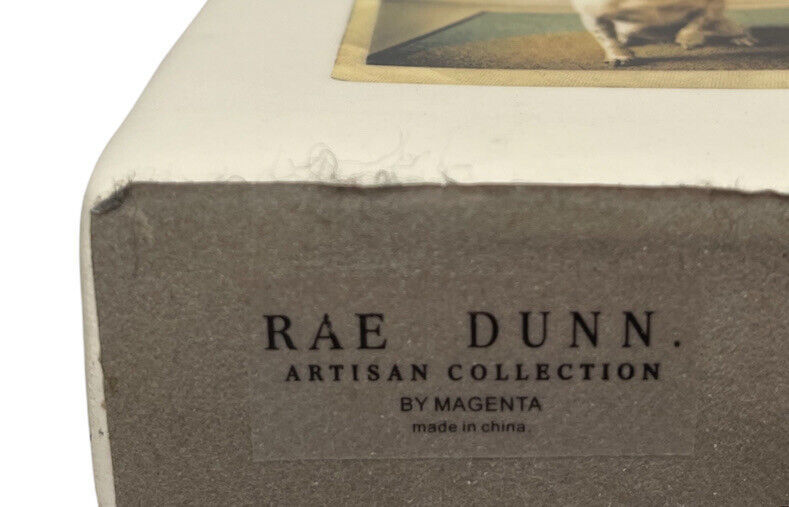 RAE DUNN.
ARTISAN COLLECTION
BY MAGENTA
made in china.